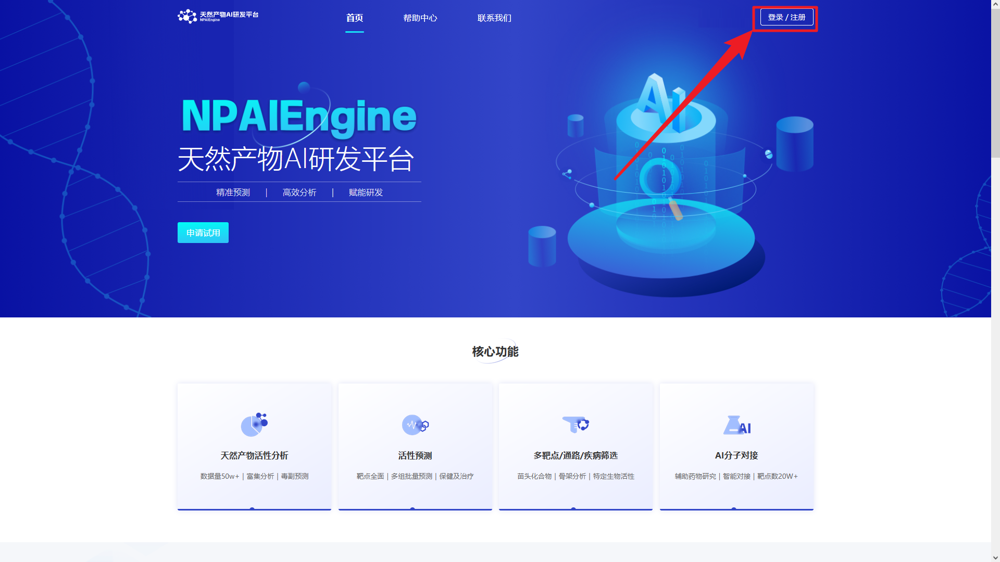 天然产物AI研发平台
NPAIEngine
首页
帮助中心
联系我们
登录 / 注册
NPAIEngine
天然产物AI研发平台
精准预测 | 高效分析 | 赋能研发
申请试用
AI
核心功能
天然产物活性分析
数据量50w+ | 富集分析 | 毒副预测
活性预测
靶点全面 | 多组批量预测 | 保健及治疗
多靶点/通路/疾病筛选
苗头化合物 | 骨架分析 | 特定生物活性
AI
AI分子对接
辅助药物研究 | 智能对接 | 靶点数20W+